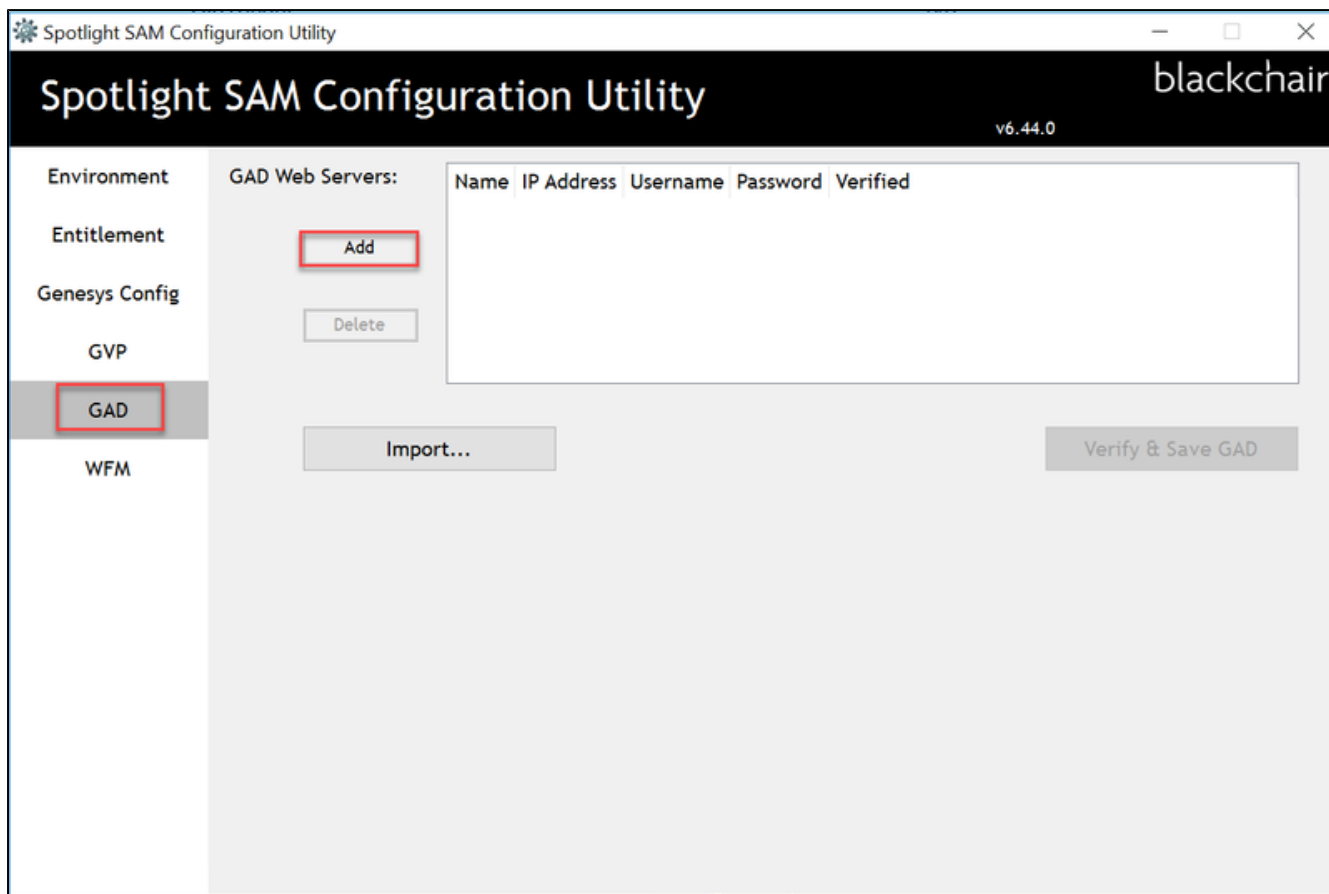 Spotlight SAM Configuration Utility
Spotlight SAM Configuration Utility
blackchair
v6.44.0
Environment
Entitlement
Genesys Config
GVP
GAD
WFM
GAD Web Servers:
Name IP Address Username Password Verified
Add
Delete
Import...
Verify & Save GAD